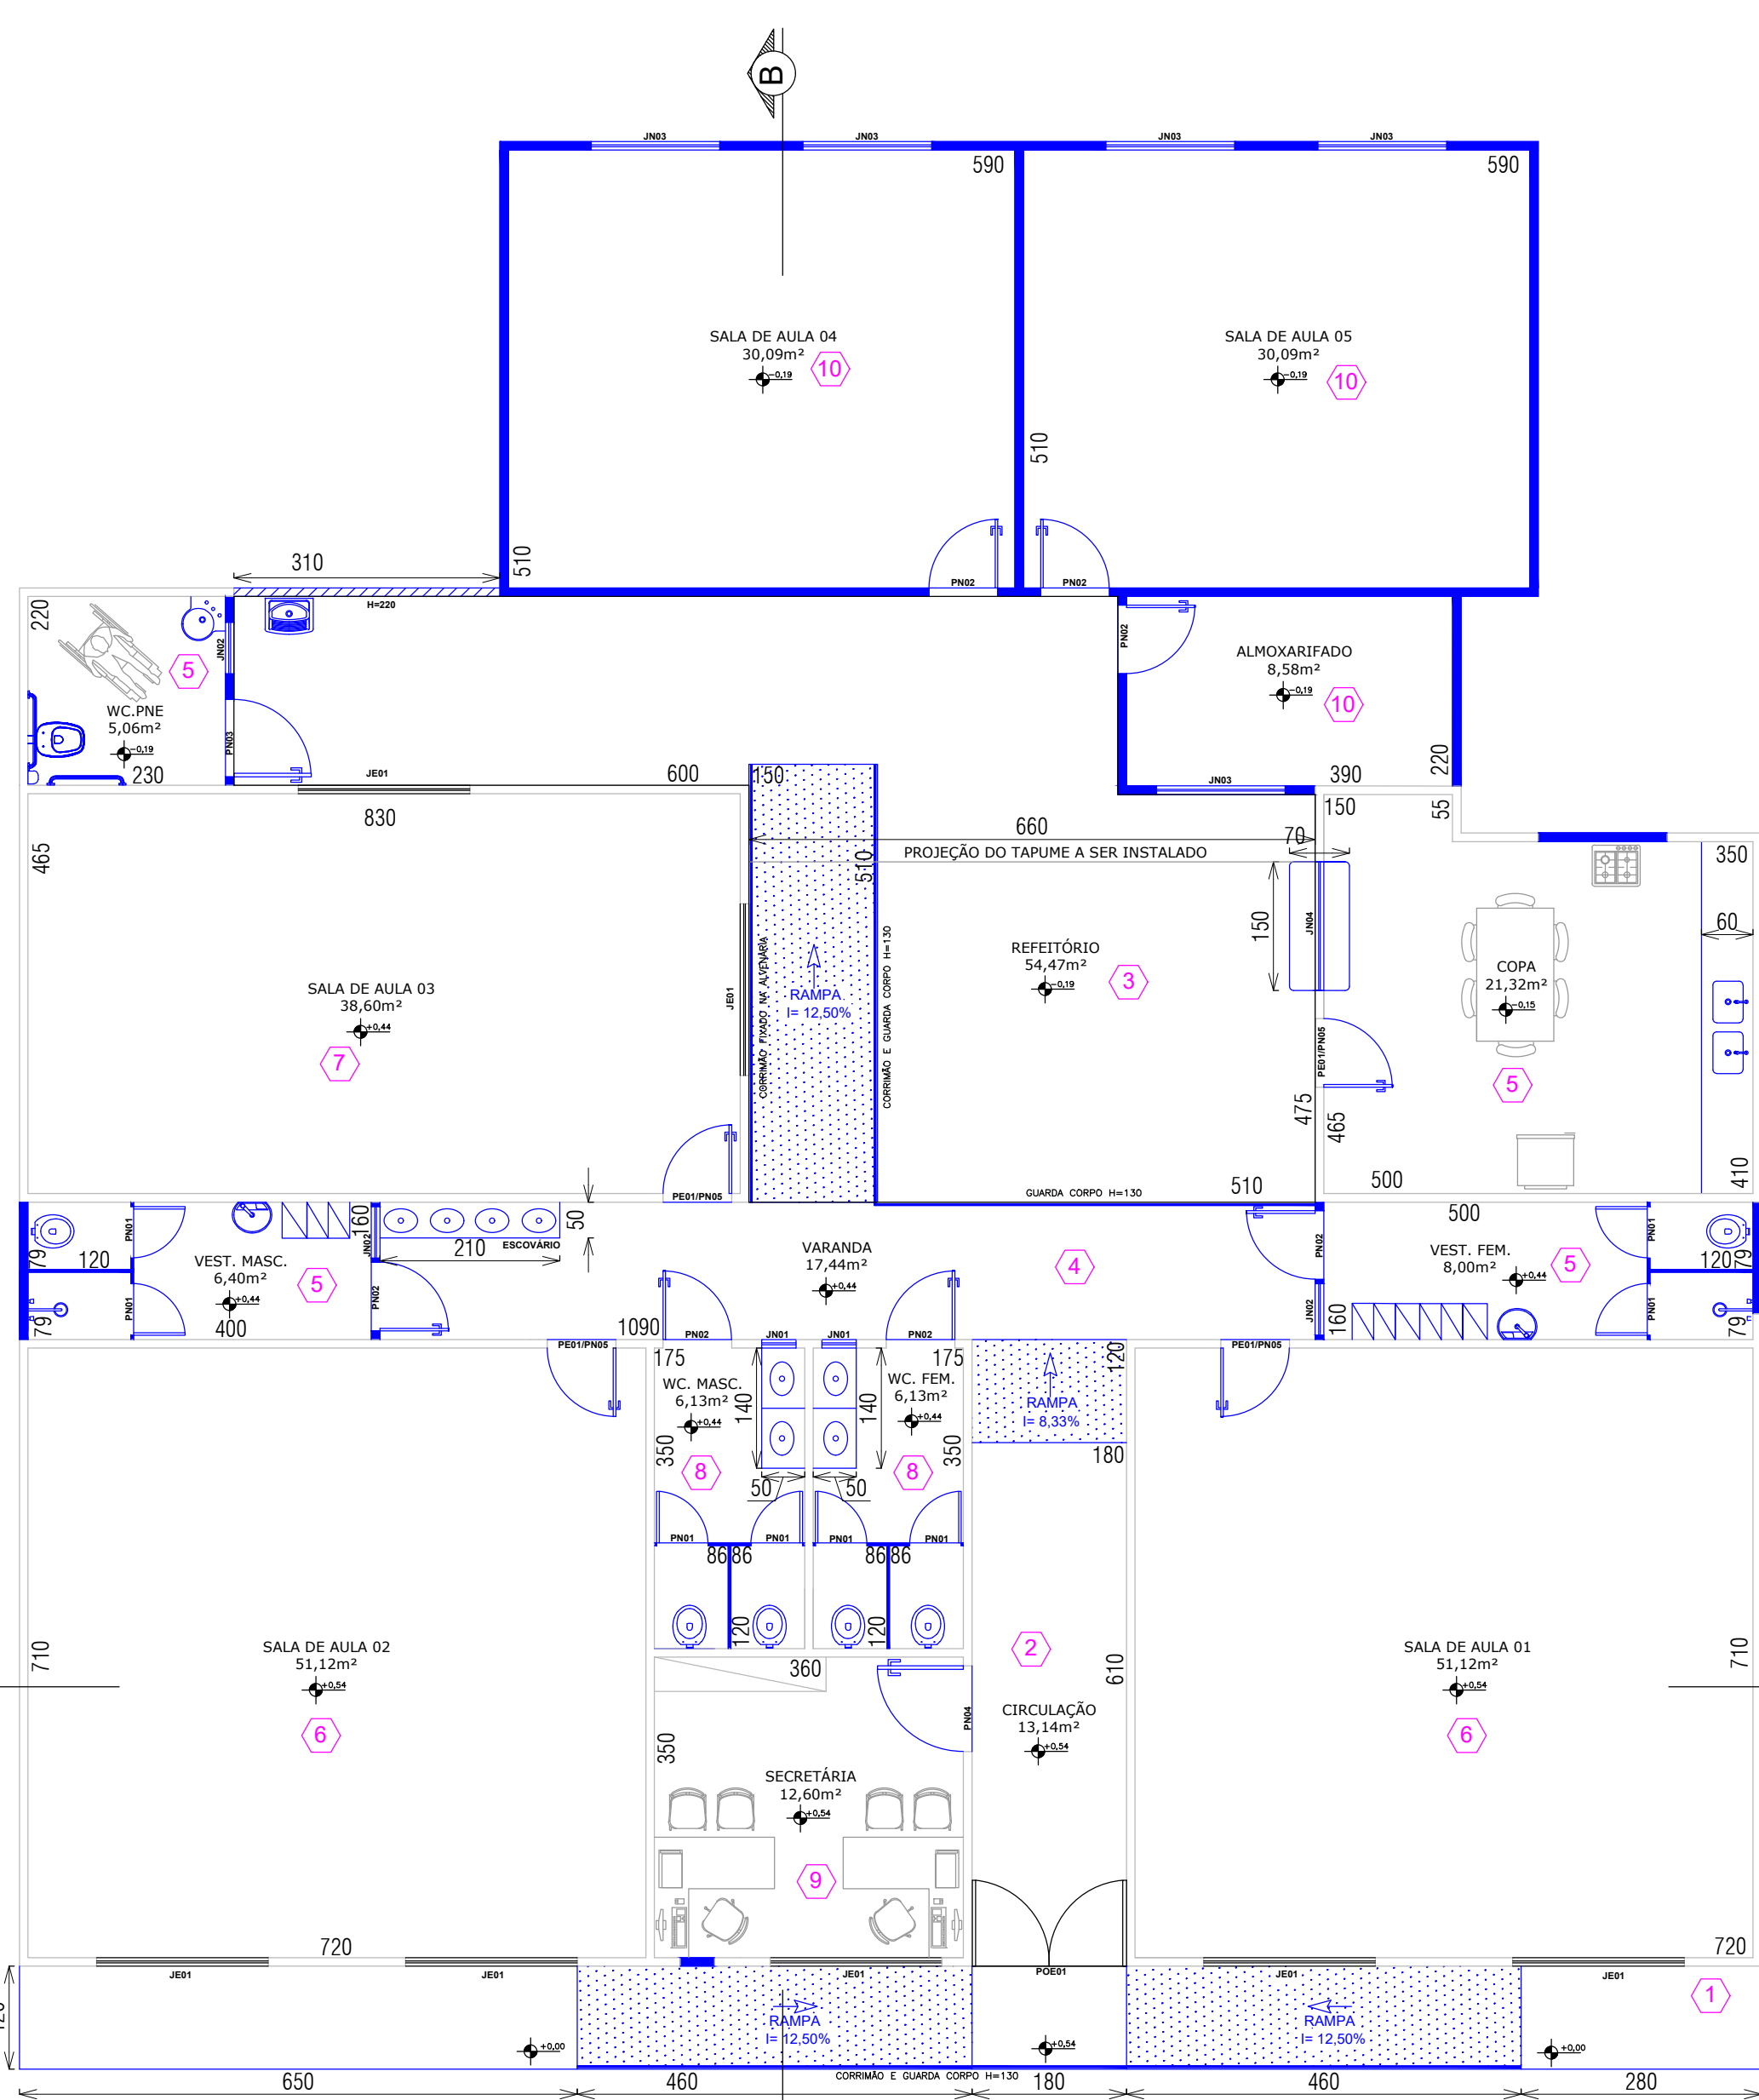 B
JN03
JN03
JN03
JN03
590
590
SALA DE AULA 04
30,09m²
-0,19
10
SALA DE AULA 05
30,09m²
-0,19
10
510
510
PN02
PN02
310
H=220
220
JN02
5
WC.PNE
5,06m²
-0,19
230
PN03
PN02
ALMOXARIFADO
8,58m²
-0,19
10
220
JE01
600
150
JN03
390
830
465
660
70
150
55
PROJEÇÃO DO TAPUME A SER INSTALADO
510
350
60
150
JN04
CORRIMÃO FIXADO NA ALVENARIA
CORRIMÃO E GUARDA CORPO H=130
JE01
RAMPA
I= 12,50%
REFEITÓRIO
54,47m²
-0,19
3
COPA
21,32m²
-0,15
5
SALA DE AULA 03
38,60m²
+0,44
7
PE01/PN05
475
465
500
410
PE01/PN05
GUARDA CORPO H=130
510
79
120
PN01
160
JN02
50
ESCOVÁRIO
210
VEST. MASC.
6,40m²
+0,44
5
PN01
79
400
PN02
VARANDA
17,44m²
+0,44
4
PN02
500
VEST. FEM.
8,00m²
+0,44
5
PN01
120
79
JN02
160
PN01
79
1090
PN02
JN01
JN01
PN02
PE01/PN05
PE01/PN05
175
WC. MASC.
6,13m²
+0,44
140
350
8
50
175
WC. FEM.
6,13m²
+0,44
140
350
8
50
120
RAMPA
I= 8,33%
180
PN01
PN01
PN01
PN01
86
86
86
86
120
120
710
SALA DE AULA 02
51,12m²
+0,54
6
360
2
610
CIRCULAÇÃO
13,14m²
+0,54
PN04
350
SECRETÁRIA
12,60m²
+0,54
9
SALA DE AULA 01
51,12m²
+0,54
6
710
720
720
JE01
JE01
JE01
POE01
JE01
JE01
1
RAMPA
I= 12,50%
RAMPA
I= 12,50%
+0,00
+0,54
+0,00
CORRIMÃO E GUARDA CORPO H=130
650
460
180
460
280